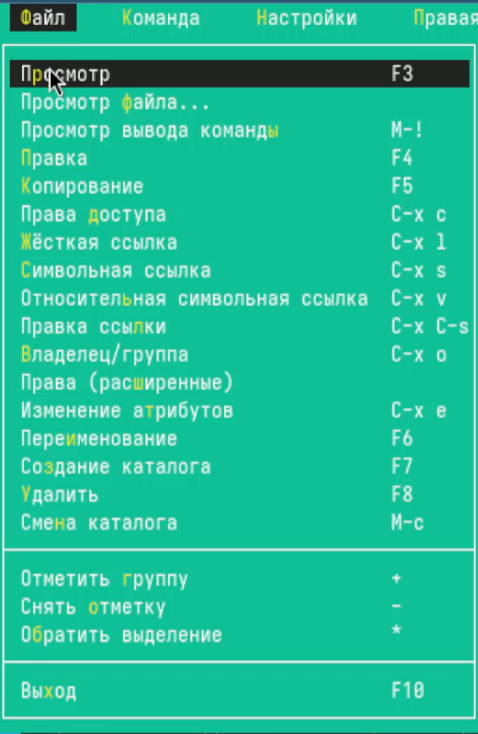 Файл Команда Настройки Правая
Просмотр F3
Просмотр файла...
Просмотр вывода команды M-!
Правка F4
Копирование F5
Права доступа C-x c
Жёсткая ссылка C-x l
Символьная ссылка C-x s
Относительная символьная ссылка C-x v
Правка ссылки C-x C-s
Владелец/группа C-x o
Права (расширенные)
Изменение атрибутов C-x e
Переименование F6
Создание каталога F7
Удалить F8
Смена каталога M-c
Отметить группу +
Снять отметку -
Обратить выделение *
Выход F10